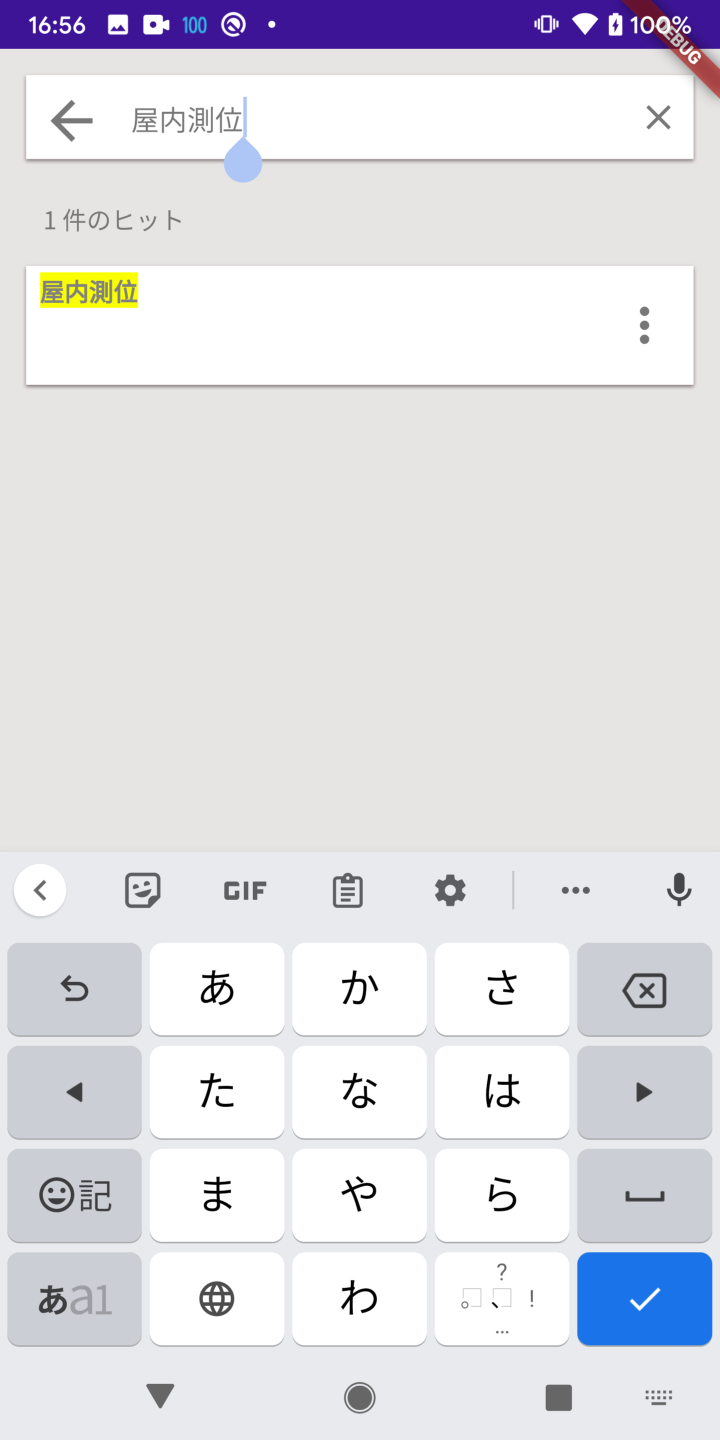 16:56 100 100%
DEBUG
屋内測位
1 件のヒット
屋内測位
GIF
あ か さ
た な は
記 ま や ら
?
あa1 わ 。 、 !
...